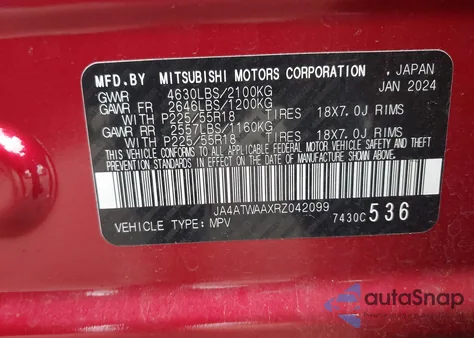 MFD.BY MITSUBISHI MOTORS CORPORATION , JAPAN
GVWR 4630LBS/2100KG JAN 2024
GAWR FR 2646LBS/1200KG
WITH P225/55R18 TIRES 18X7.0J RIMS
GAWR RR 2557LBS/1160KG
WITH P225/55R18 TIRES 18X7.0J RIMS
THIS VEHICLE CONFORMS TO ALL APPLICABLE FEDERAL
MOTOR VEHICLE SAFETY, BUMPER, AND THEFT
PREVENTION STANDARDS IN EFFECT ON THE DATE OF
MANUFACTURE SHOWN ABOVE.
JA4ATWAAXRZ042099
VEHICLE TYPE: MPV 7430C 536
autoSnap
Watermark AutoSnap